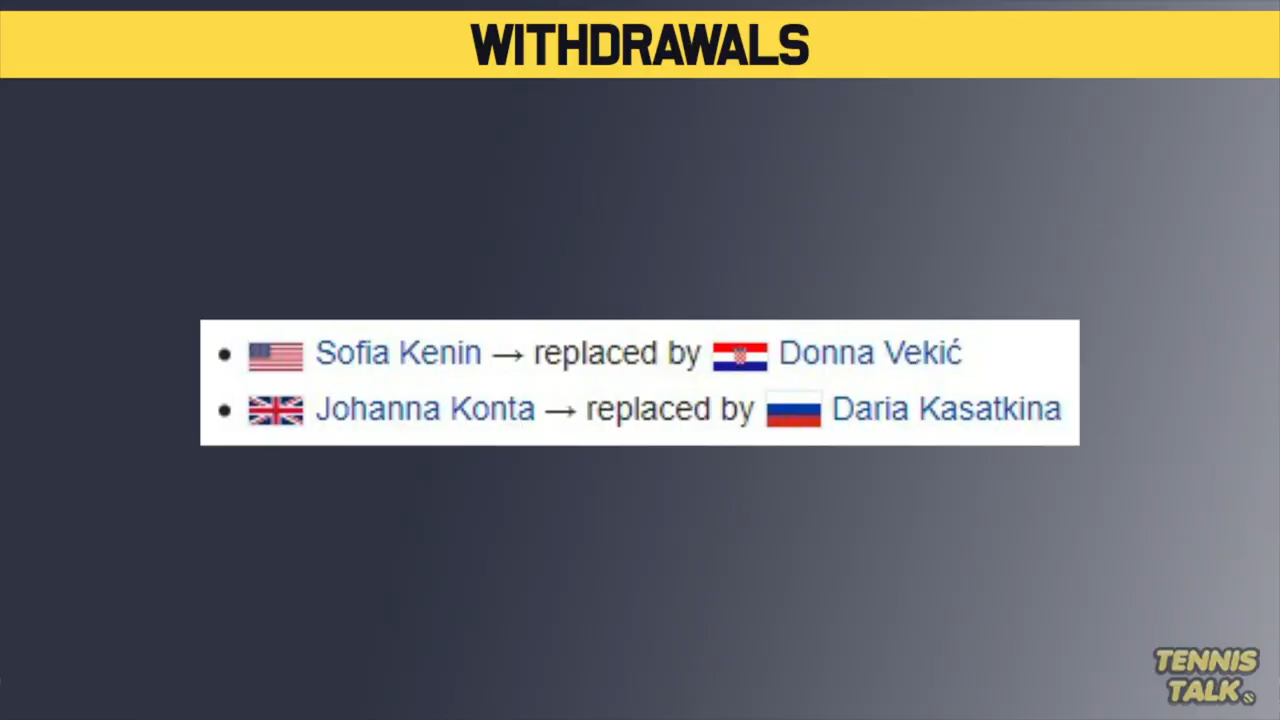 WITHDRAWALS
Sofia Kenin → replaced by Donna Vekić
Johanna Konta → replaced by Daria Kasatkina
TENNIS
TALK